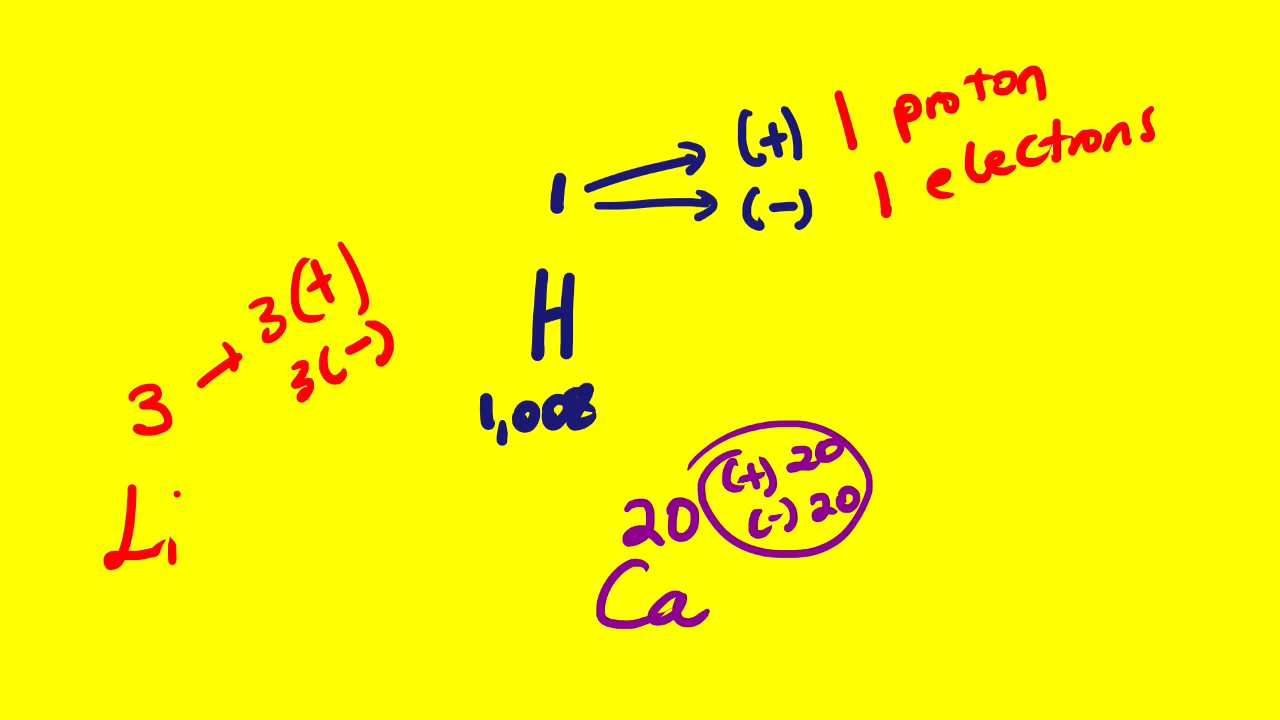 (+) 1 proton
1
(-) 1 electrons
H
1,008
3(+)
3(-)
3
Li
(+) 20
(-) 20
20
Ca